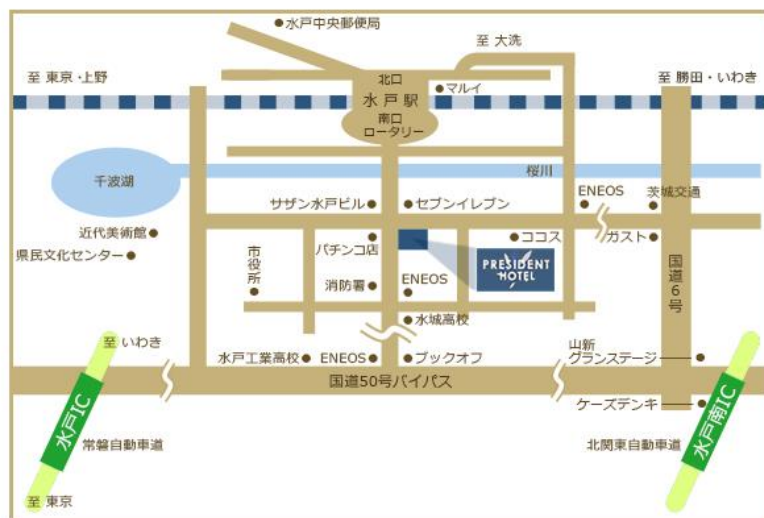 水戸中央郵便局
至 大洗
至 東京・上野
北口
至 勝田・いわき
マルイ
水戸駅
南口
ロータリー
桜川
千波湖
ENEOS
茨城交通
サザン水戸ビル
セブンイレブン
近代美術館
パチンコ店
ココス
ガスト
県民文化センター
市役所
PRESIDENT
HOTEL
国道6号
消防署
ENEOS
水城高校
至 いわき
山新
グランステージ
水戸工業高校
ENEOS
ブックオフ
国道50号バイパス
水戸IC
ケーズデンキ
水戸南IC
常磐自動車道
北関東自動車道
至 東京